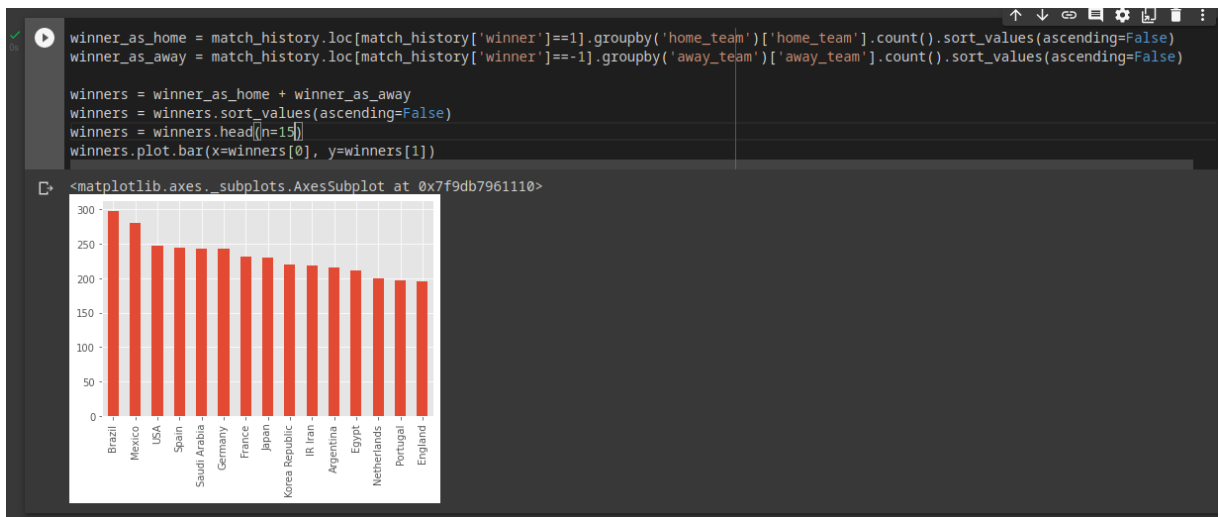 0s
winner_as_home = match_history.loc[match_history['winner']==1].groupby('home_team')['home_team'].count().sort_values(ascending=False)
winner_as_away = match_history.loc[match_history['winner']==-1].groupby('away_team')['away_team'].count().sort_values(ascending=False)
winners = winner_as_home + winner_as_away
winners = winners.sort_values(ascending=False)
winners = winners.head(n=15)
winners.plot.bar(x=winners[0], y=winners[1])
<matplotlib.axes._subplots.AxesSubplot at 0x7f9db7961110>
300
250
200
150
100
50
0
Brazil
Mexico
USA
Spain
Saudi Arabia
Germany
France
Japan
Korea Republic
IR Iran
Argentina
Egypt
Netherlands
Portugal
England